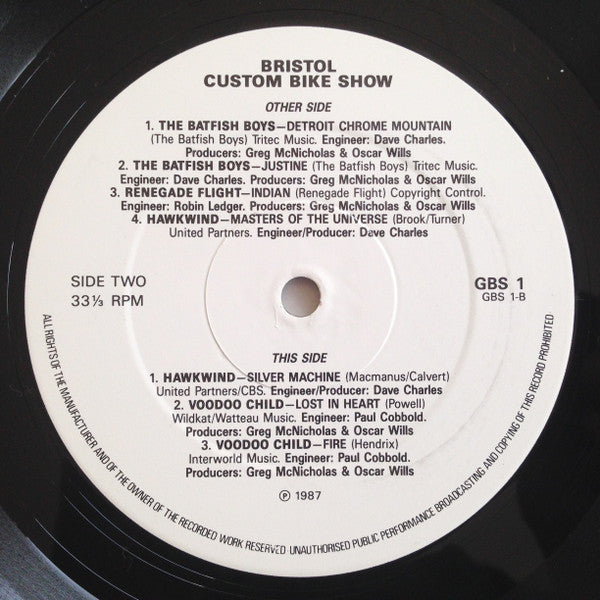 BRISTOL
CUSTOM BIKE SHOW
OTHER SIDE
1. THE BATFISH BOYS—DETROIT CHROME MOUNTAIN
(The Batfish Boys) Tritec Music. Engineer: Dave Charles.
Producers: Greg McNicholas & Oscar Wills
2. THE BATFISH BOYS—JUSTINE (The Batfish Boys) Tritec Music.
Engineer: Dave Charles. Producers: Greg McNicholas & Oscar Wills
3. RENEGADE FLIGHT—INDIAN (Renegade Flight) Copyright Control.
Engineer: Robin Ledger. Producers: Greg McNicholas & Oscar Wills
4. HAWKWIND—MASTERS OF THE UNIVERSE (Brook/Turner)
United Partners. Engineer/Producer: Dave Charles
SIDE TWO
33⅓ RPM
GBS 1
GBS 1-B
THIS SIDE
1. HAWKWIND—SILVER MACHINE (Macmanus/Calvert)
United Partners/CBS. Engineer/Producer: Dave Charles
2. VOODOO CHILD—LOST IN HEART (Powell)
Wildkat/Watteau Music. Engineer: Paul Cobbold.
Producers: Greg McNicholas & Oscar Wills
3. VOODOO CHILD—FIRE (Hendrix)
Interworld Music. Engineer: Paul Cobbold.
Producers: Greg McNicholas & Oscar Wills
℗ 1987
ALL RIGHTS OF THE MANUFACTURER AND OF THE OWNER OF THE RECORDED WORK RESERVED UNAUTHORISED PUBLIC PERFORMANCE BROADCASTING AND COPYING OF THIS RECORD PROHIBITED